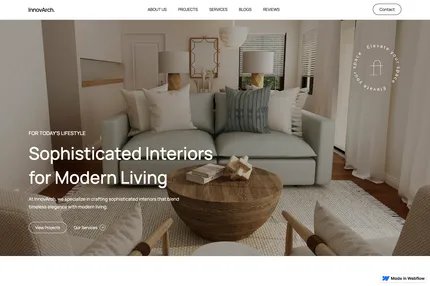 InnovArch.
ABOUT US PROJECTS SERVICES BLOGS REVIEWS
Contact
Elevate your space Elevate your space
FOR TODAY'S LIFESTYLE
Sophisticated Interiors
for Modern Living
At InnovArch, we specialize in crafting sophisticated interiors that blend
timeless elegance with modern living.
View Projects
Our Services
Made in Webflow